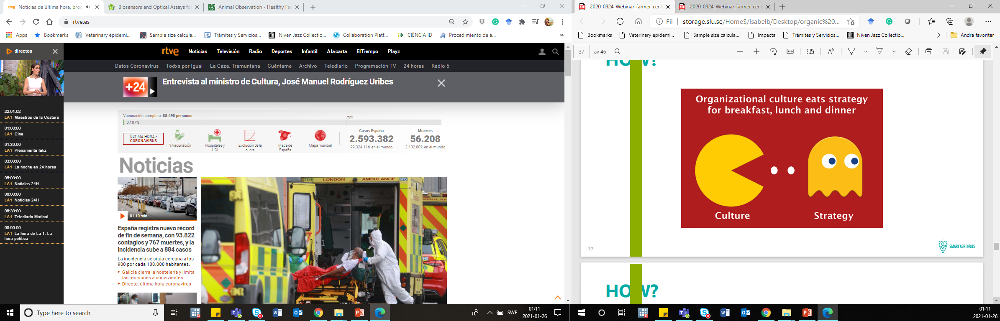 rtve Noticias de última hora, prog
Biosensors and Optical Assays fo
Animal Observation - Healthy Fa
rtve.es
Apps
Bookmarks
Veterinary epidemi...
Sample size calcula...
Trámites y Servicios...
Niven Jazz Collectio...
Collaboration Platf...
CIÊNCIA ID
Procedimiento de a...
»
directos
rtve Noticias Televisión Radio Deportes Infantil A la carta El Tiempo Playz
Datos Coronavirus Todxs por Igual La Caza. Tramuntana Cuéntame Archivo Telediario Programación TV 24 horas Radio 5
+24
Entrevista al ministro de Cultura, José Manuel Rodríguez Uribes
22:01:02
LA1 Maestros de la Costura
01:00:00
LA1 Cine
01:30:00
LA1 Plenamente feliz
03:00:00
LA1 La noche en 24 horas
05:00:00
LA1 Noticias 24H
06:00:00
LA1 Noticias 24H
06:30:00
LA1 Telediario Matinal
08:00:00
LA1 La hora de La 1: La
hora política
Vacunación completa: 88.698 personas
70%
0,187%
ÚLTIMA HORA •
CORONAVIRUS
% Vacunación
Hospitales y
UCI
Evolución de la
curva
Mapa de
España
Mapa mundial
Casos España
2.593.382
99.324.116 en el mundo
Muertes
56.208
2.132.809 en el mundo
Noticias
01.10 min
España registra nuevo récord
de fin de semana, con 93.822
contagios y 767 muertes, y la
incidencia sube a 884 casos
La incidencia se sitúa cercana a los
900 por cada 100.000 habitantes.
Galicia cierra la hostelería y limita
las reuniones a convivientes
Directo: última hora coronavirus
7786 LONDON AMBULANCE NHS
Type here to search
SWE
01:11
2021-01-26
2020-0924_Webinar_farmer-cent
2020-0924_Webinar_farmer-cent
Fil
storage.slu.se/Home$/Isabelb/Desktop/organic%20...
Bookmarks
Veterinary epidemi...
Sample size calcula...
Impecta
Trámites y Servicios...
Niven Jazz Collectio...
Andra favoriter
37 av 46
HOW?
Organizational culture eats strategy
for breakfast, lunch and dinner
Culture
Strategy
37
SMART AGRI HUBS
HOW?
01:11
2021-01-26